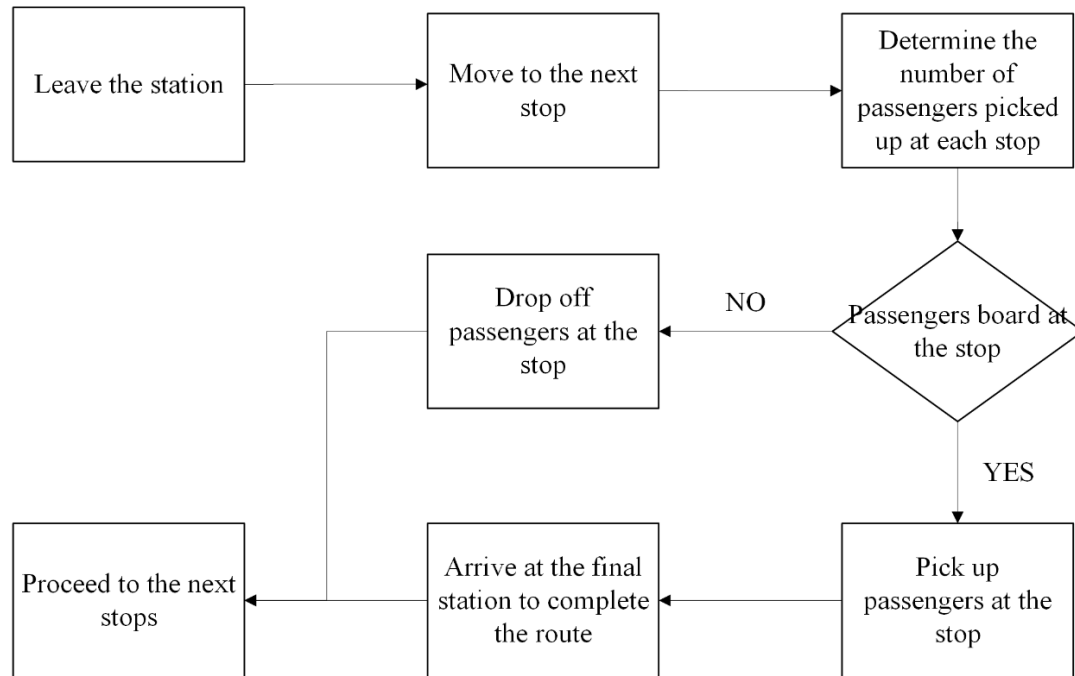 Leave the station
Move to the next
stop
Determine the
number of
passengers picked
up at each stop
Passengers board at
the stop
NO
Drop off
passengers at the
stop
YES
Pick up
passengers at the
stop
Arrive at the final
station to complete
the route
Proceed to the next
stops